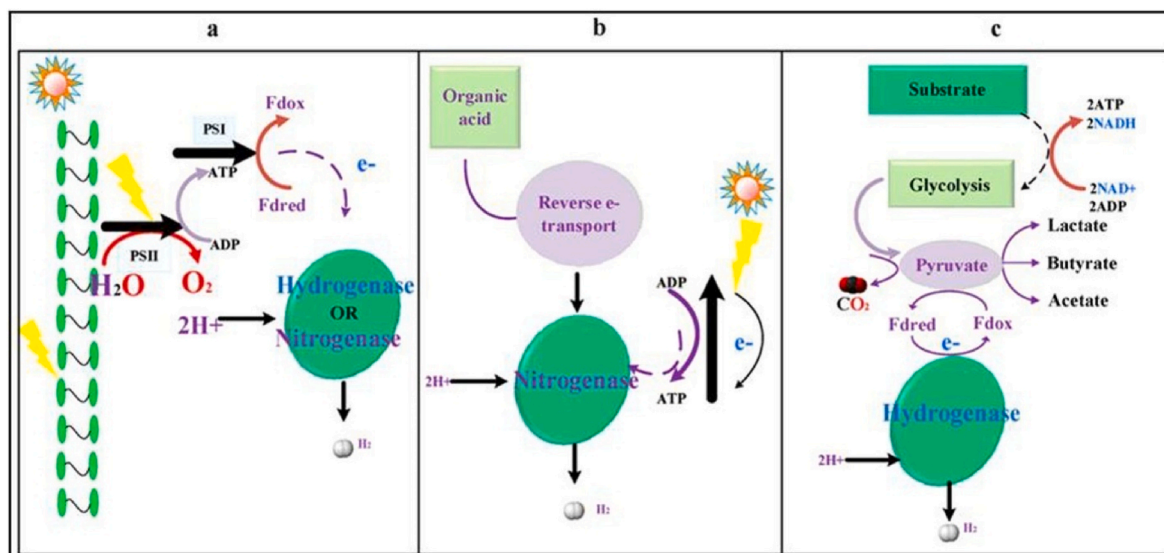 a
b
c
PSI
Fdox
ATP
e-
Fdred
ADP
PSII
H2O
O2
2H+
Hydrogenase
OR
Nitrogenase
H2
Organic
acid
Reverse e-
transport
ADP
e-
2H+
Nitrogenase
ATP
H2
Substrate
2ATP
2NADH
Glycolysis
2NAD+
2ADP
Lactate
Pyruvate
Butyrate
CO2
Acetate
Fdred
Fdox
e-
Hydrogenase
2H+
H2